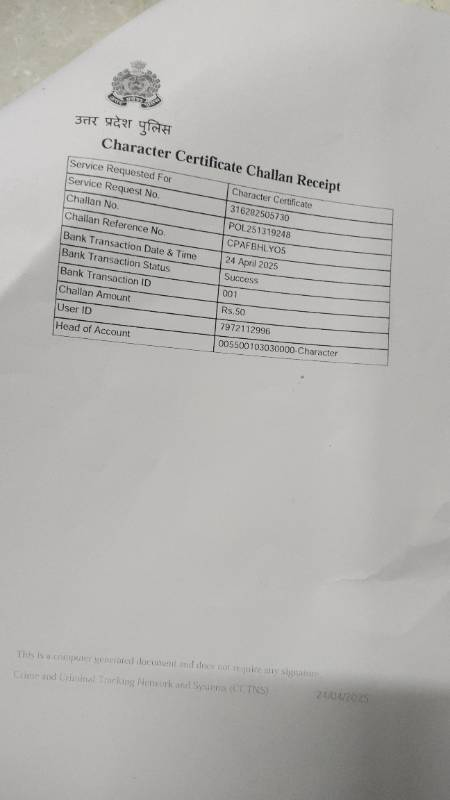 उत्तर प्रदेश पुलिस
Character Certificate Challan Receipt
Service Requested For Character Certificate
Service Request No. 316282505730
Challan No. POL251319248
Challan Reference No. CPAFBHLYO5
Bank Transaction Date & Time 24 April 2025
Bank Transaction Status Success
Bank Transaction ID 001
Challan Amount Rs.50
User ID 7972112996
Head of Account 005500103030000-Character
This is a computer generated document and does not require any signature
Crime and Criminal Tracking Network and Systems (CCTNS) 24/04/2025